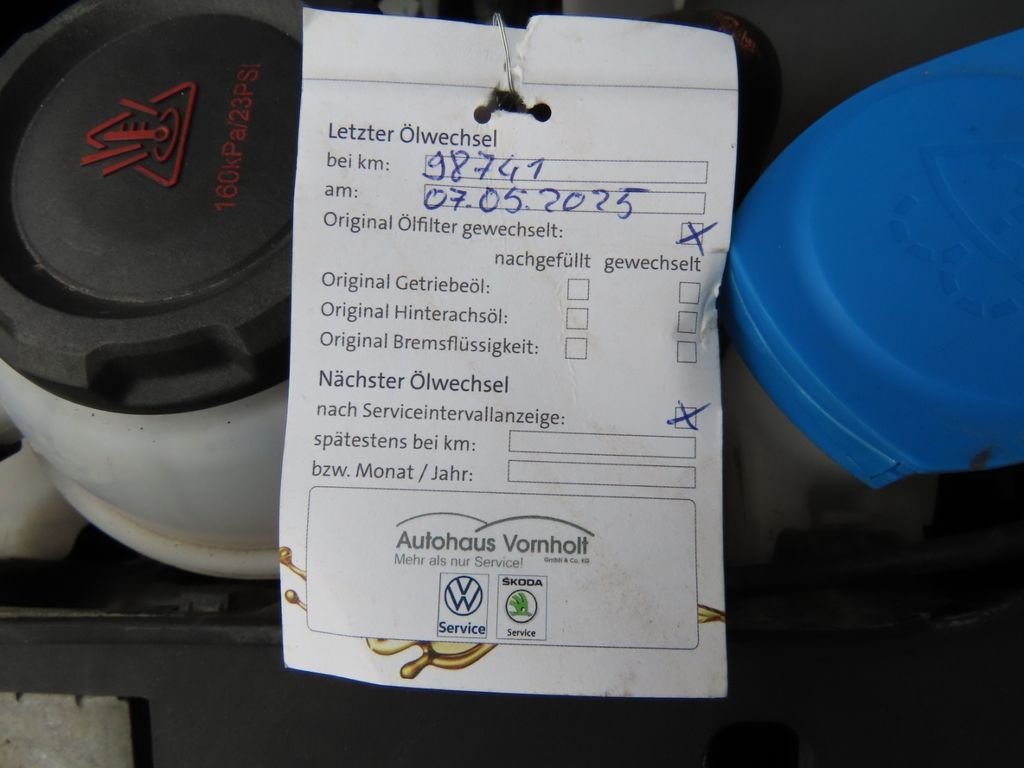 160kPa/23PSI
Letzter Ölwechsel
bei km: 98741
am: 07.05.2025
Original Ölfilter gewechselt: X
nachgefüllt gewechselt
Original Getriebeöl:
Original Hinterachsöl:
Original Bremsflüssigkeit:
Nächster Ölwechsel
nach Serviceintervallanzeige: X
spätestens bei km:
bzw. Monat / Jahr:
Autohaus Vornholt
GmbH & Co. KG
Mehr als nur Service!
ŠKODA
Service Service